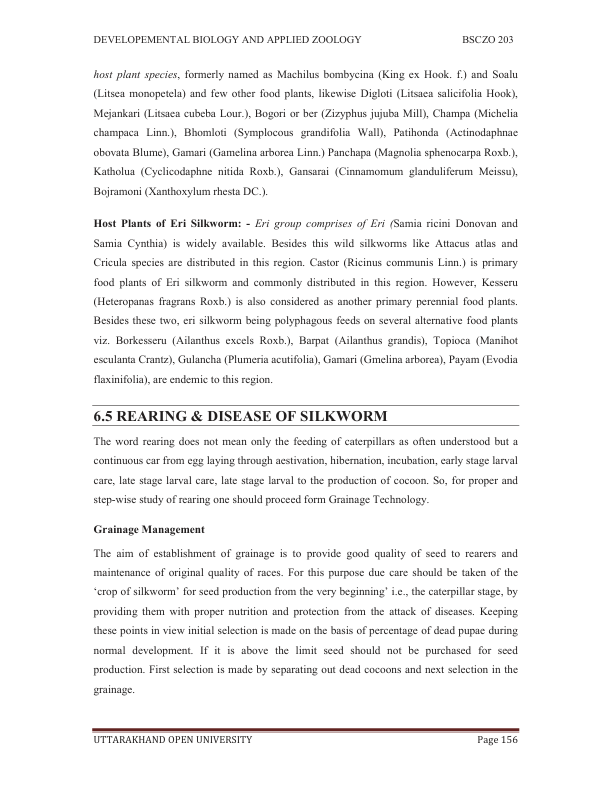 DEVELOPEMENTAL BIOLOGY AND APPLIED ZOOLOGY BSCZO 203
host plant species, formerly named as Machilus bombycina (King ex Hook. f.) and Soalu
(Litsea monopetela) and few other food plants, likewise Digloti (Litsaea salicifolia Hook),
Mejankari (Litsaea cubeba Lour.), Bogori or ber (Zizyphus jujuba Mill), Champa (Michelia
champaca Linn.), Bhomloti (Symplocous grandifolia Wall), Patihonda (Actinodaphnae
obovata Blume), Gamari (Gamelina arborea Linn.) Panchapa (Magnolia sphenocarpa Roxb.),
Katholua (Cyclicodaphne nitida Roxb.), Gansarai (Cinnamomum glanduliferum Meissu),
Bojramoni (Xanthoxylum rhesta DC.).
Host Plants of Eri Silkworm: - Eri group comprises of Eri (Samia ricini Donovan and
Samia Cynthia) is widely available. Besides this wild silkworms like Attacus atlas and
Cricula species are distributed in this region. Castor (Ricinus communis Linn.) is primary
food plants of Eri silkworm and commonly distributed in this region. However, Kesseru
(Heteropanas fragrans Roxb.) is also considered as another primary perennial food plants.
Besides these two, eri silkworm being polyphagous feeds on several alternative food plants
viz. Borkesseru (Ailanthus excels Roxb.), Barpat (Ailanthus grandis), Topioca (Manihot
esculanta Crantz), Gulancha (Plumeria acutifolia), Gamari (Gmelina arborea), Payam (Evodia
flaxinifolia), are endemic to this region.
6.5 REARING & DISEASE OF SILKWORM
The word rearing does not mean only the feeding of caterpillars as often understood but a
continuous car from egg laying through aestivation, hibernation, incubation, early stage larval
care, late stage larval care, late stage larval to the production of cocoon. So, for proper and
step-wise study of rearing one should proceed form Grainage Technology.
Grainage Management
The aim of establishment of grainage is to provide good quality of seed to rearers and
maintenance of original quality of races. For this purpose due care should be taken of the
‘crop of silkworm’ for seed production from the very beginning’ i.e., the caterpillar stage, by
providing them with proper nutrition and protection from the attack of diseases. Keeping
these points in view initial selection is made on the basis of percentage of dead pupae during
normal development. If it is above the limit seed should not be purchased for seed
production. First selection is made by separating out dead cocoons and next selection in the
grainage.
UTTARAKHAND OPEN UNIVERSITY Page 156